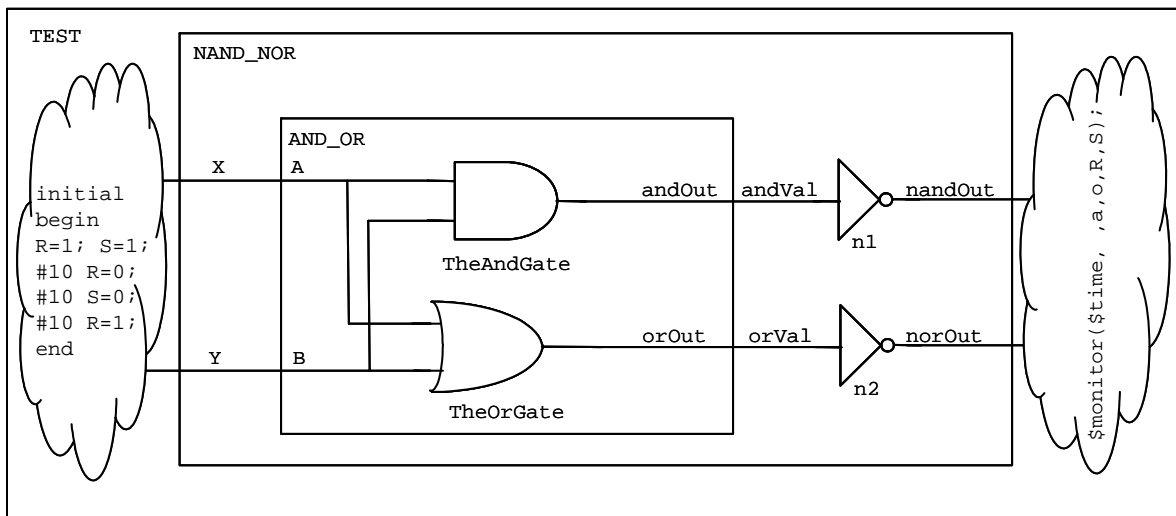 TEST
NAND_NOR
AND_OR
X
A
initial
begin
R=1; S=1;
#10 R=0;
#10 S=0;
#10 R=1;
end
andOut
andVal
nandOut
TheAndGate
n1
Y
B
orOut
orVal
norOut
TheOrGate
n2
$monitor($time, ,a,o,R,S);